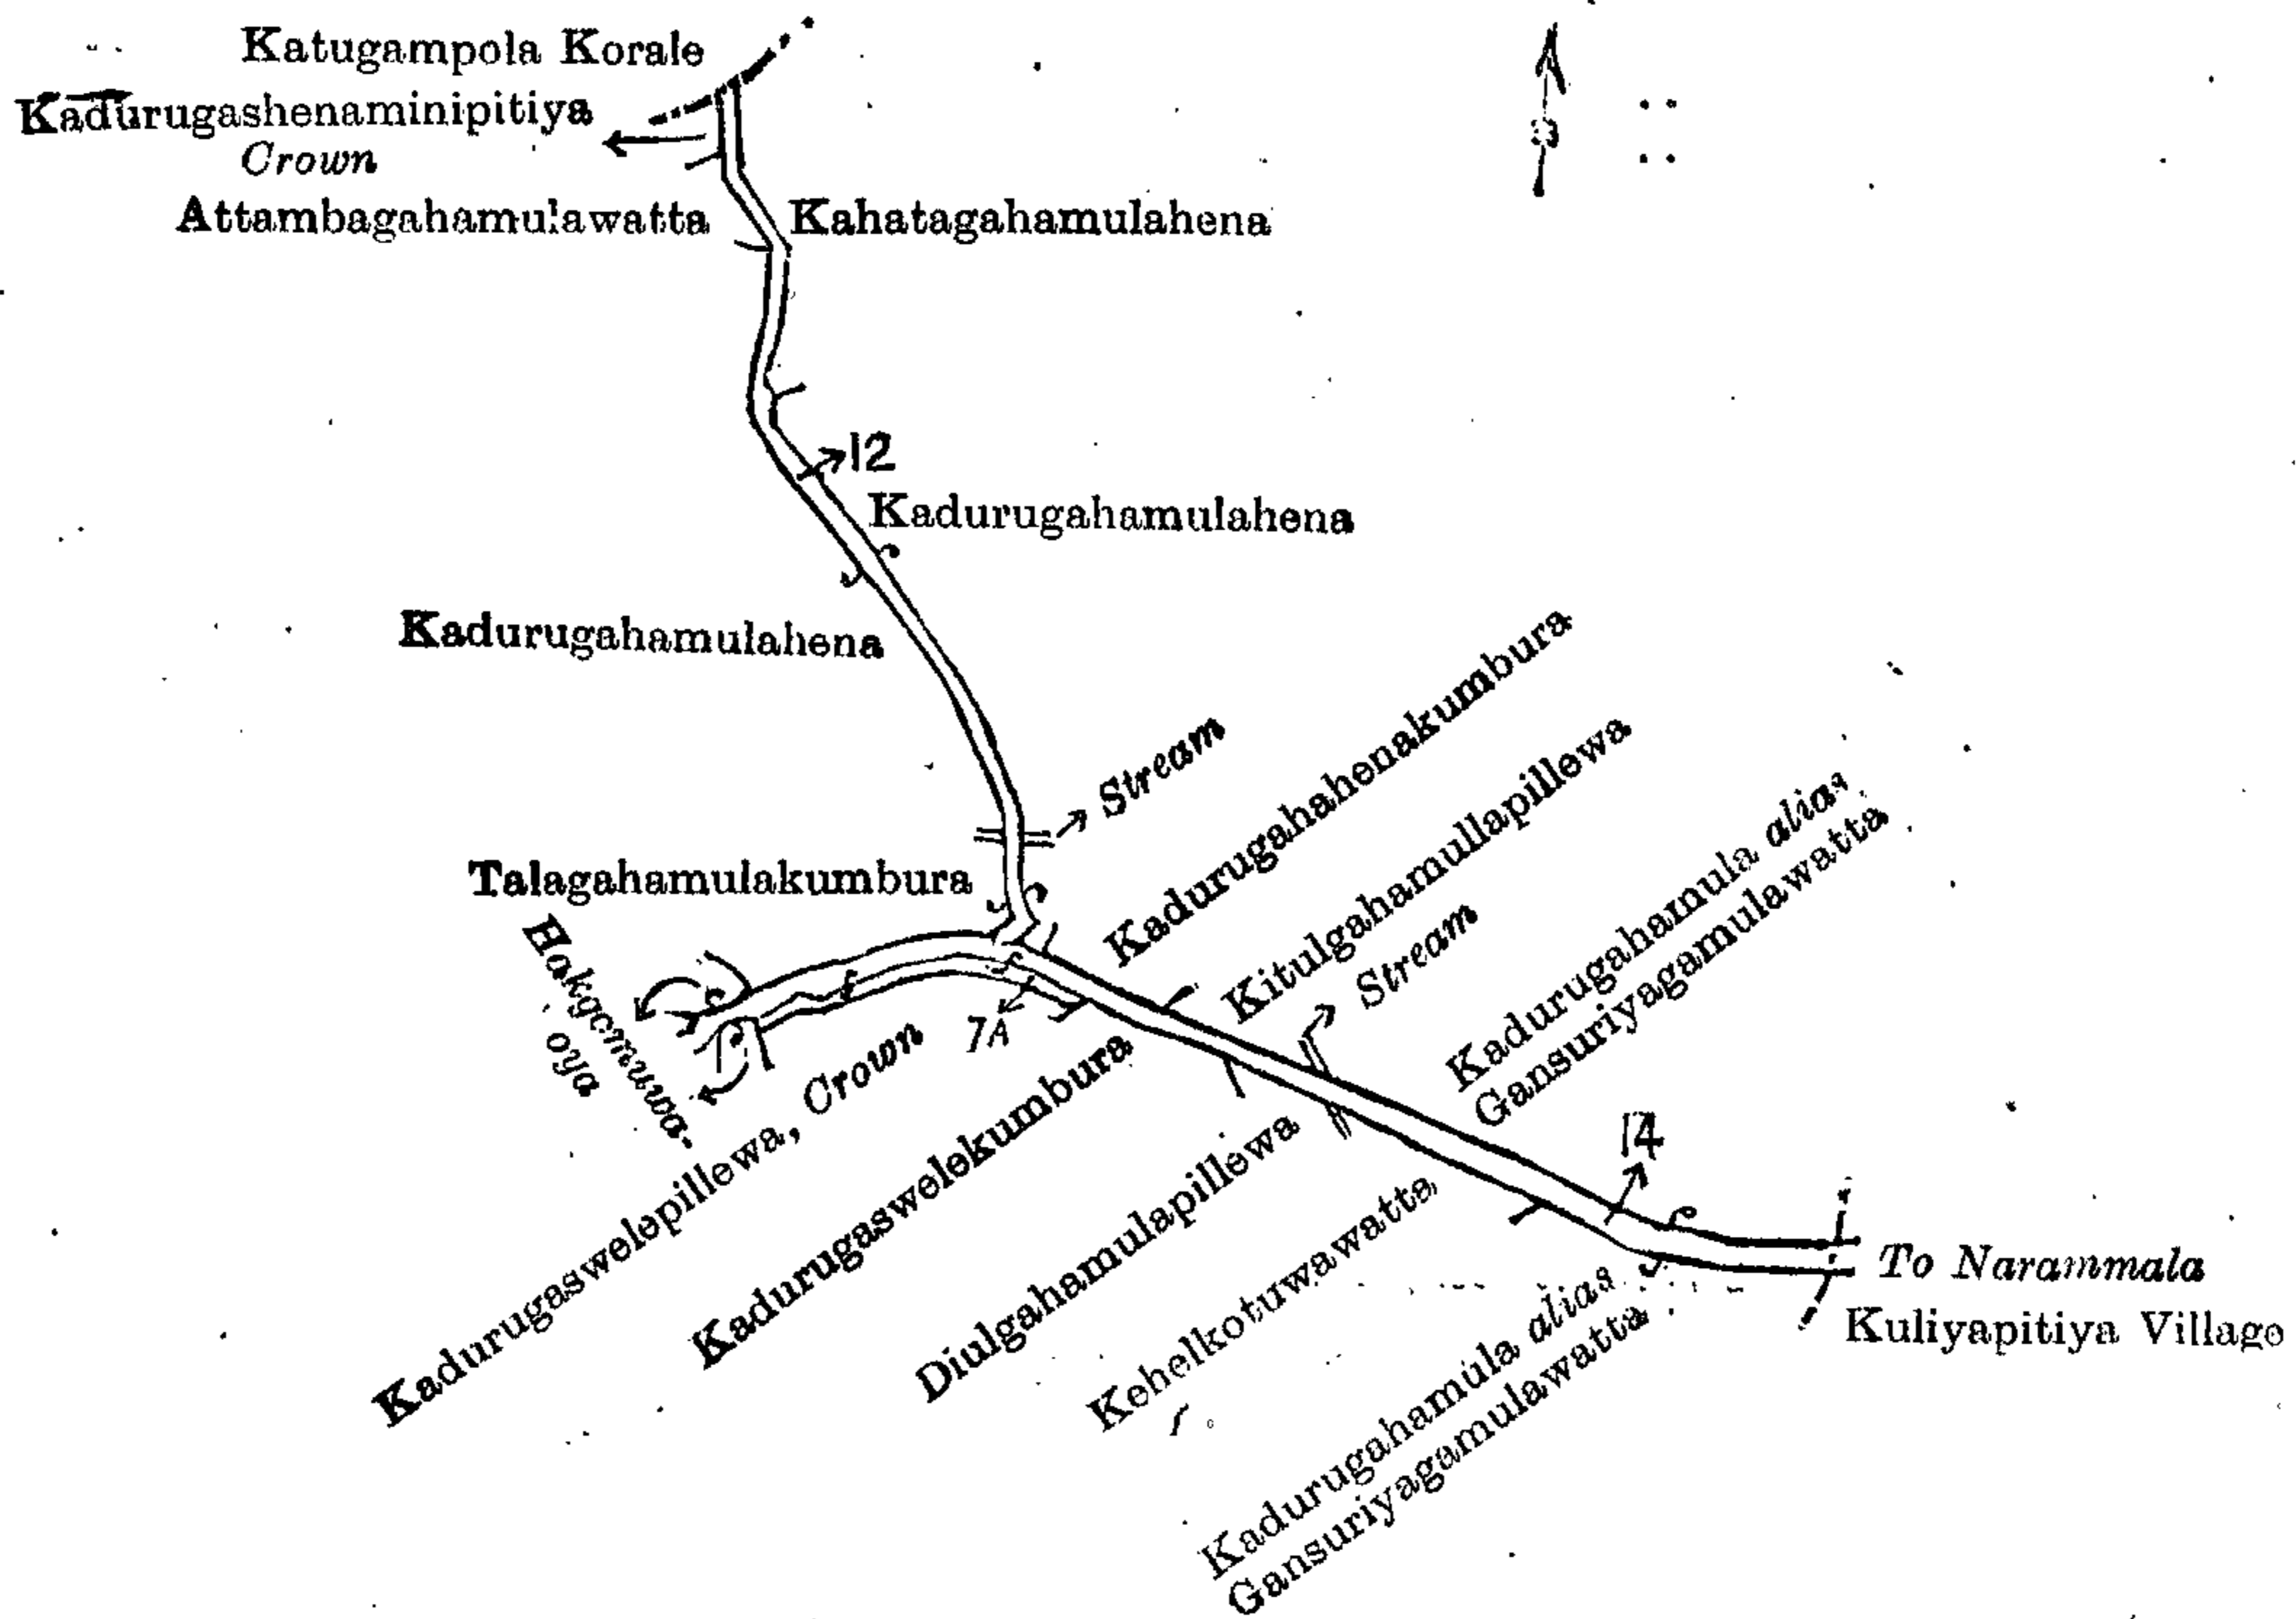 Katugampola Korale
Kadurugashenaminipitiya
Crown
Attambagahamulawatta
Kahatagahamulahena
12
Kadurugahamulahena
Kadurugahamulahena
Stream
Talagahamulakumbura
Kadurugahahenakumbura
Kitulgahamullapillewa
Stream
Kadurugahamula alias
Gansuriyagamulawatta
Hakgcmuwa-
oya
7A
14
Kadurugaswelepillewa, Crown
Kadurugaswelekumbura
Diulgahamulapillewa
Kehelkotuwawatta
Kadurugahamula alias
Gansuriyagamulawatta
To Narammala
Kuliyapitiya Village